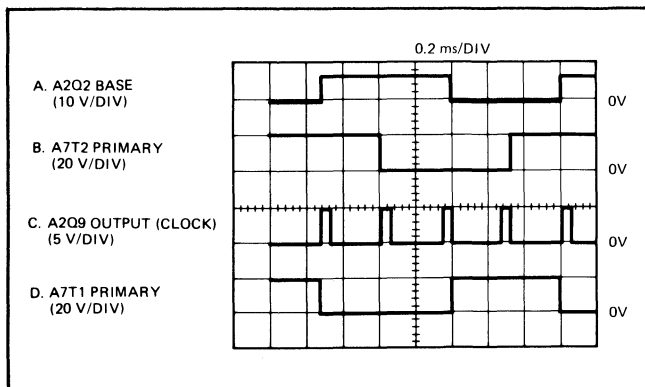 0.2 ms/DIV
A. A2Q2 BASE
(10 V/DIV)
0V
B. A7T2 PRIMARY
(20 V/DIV)
0V
C. A2Q9 OUTPUT (CLOCK)
(5 V/DIV)
0V
D. A7T1 PRIMARY
(20 V/DIV)
0V